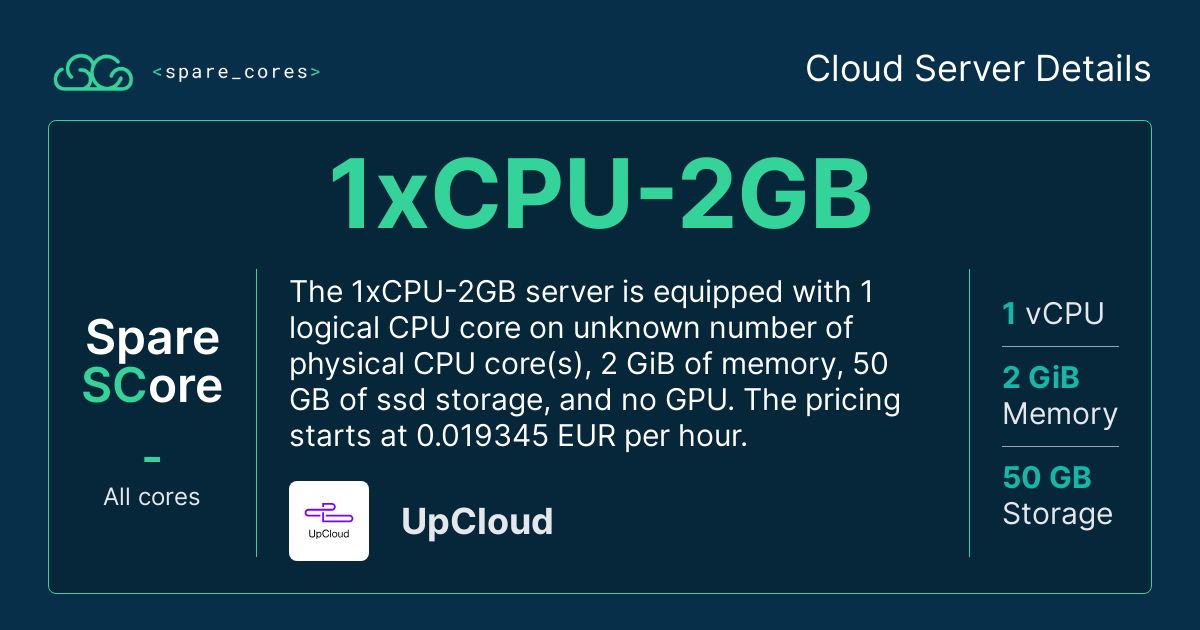 <spare_cores>
Cloud Server Details
1xCPU-2GB
Spare
SCore
-
All cores
The 1xCPU-2GB server is equipped with 1
logical CPU core on unknown number of
physical CPU core(s), 2 GiB of memory, 50
GB of ssd storage, and no GPU. The pricing
starts at 0.019345 EUR per hour.
UpCloud
UpCloud
1 vCPU
2 GiB
Memory
50 GB
Storage